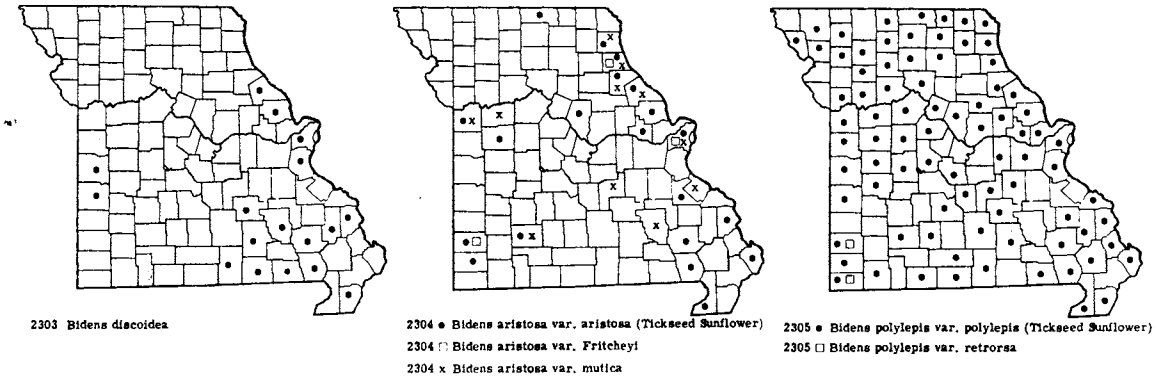 2303 Bidens discoidea
2304 ● Bidens aristosa var. aristosa (Tickseed Sunflower)
2304 □ Bidens aristosa var. Fritcheyi
2304 x Bidens aristosa var. mutica
2305 ● Bidens polylepis var. polylepis (Tickseed Sunflower)
2305 □ Bidens polylepis var. retrorsa